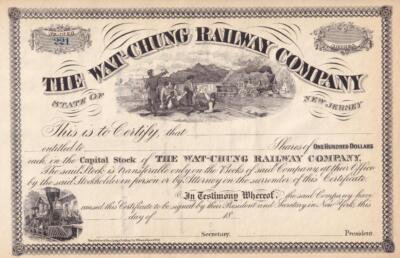 221
THE WAT-CHUNG RAILWAY COMPANY
STATE OF NEW JERSEY
This is to Certify, that
entitled to Shares of ONE HUNDRED DOLLARS
each, on the Capital Stock of THE WAT-CHUNG RAILWAY COMPANY.
The said Stock is transferable only on the Books of said Company, at their Office
by the said Stockholder in person or by Attorney on the surrender of this Certificate.
In Testimony Whereof, the said Company have
caused this Certificate to be signed by their President and Secretary in New York, this
day of 18
Secretary. President.